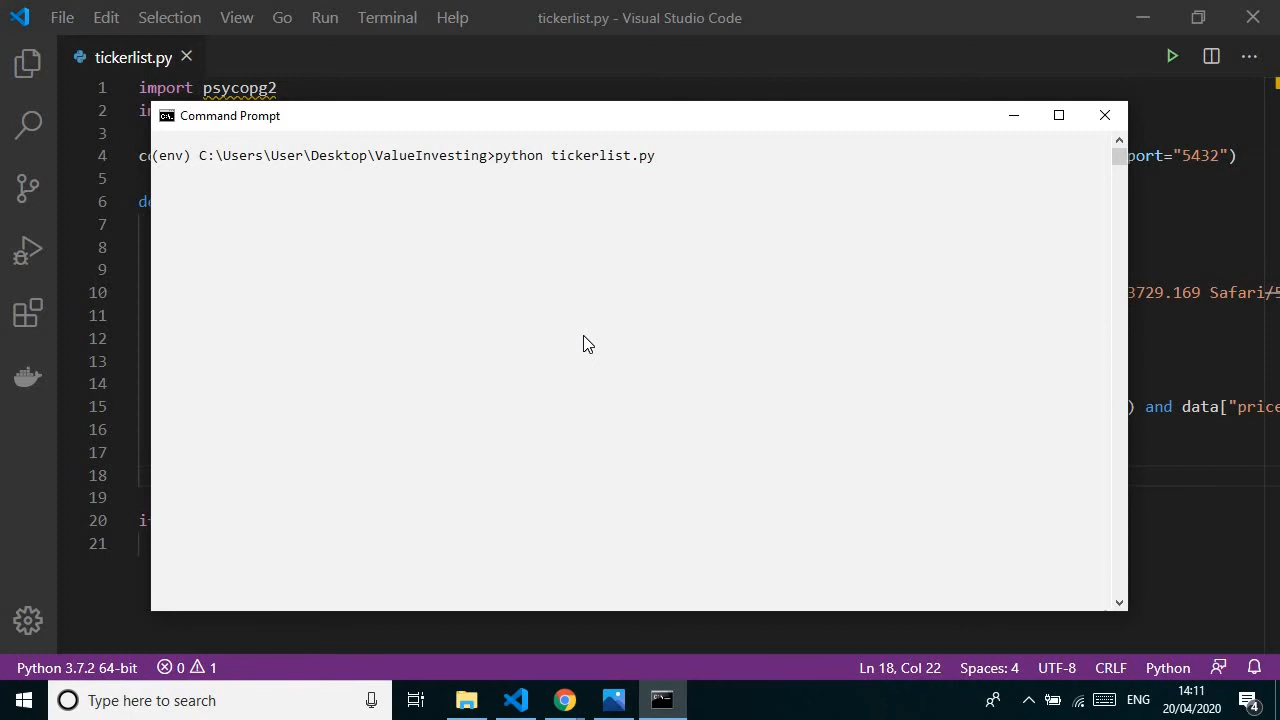 File Edit Selection View Go Run Terminal Help tickerlist.py - Visual Studio Code
tickerlist.py
1 import psycopg2
2
Command Prompt
3
4 (env) C:\Users\User\Desktop\ValueInvesting>python tickerlist.py port="5432")
5
6
7
8
9
10 3729.169 Safari/5
11
12
13
14
15 ) and data["price
16
17
18
19
20
21
Python 3.7.2 64-bit 0 1 Ln 18, Col 22 Spaces: 4 UTF-8 CRLF Python
Type here to search ENG 14:11
20/04/2020 4